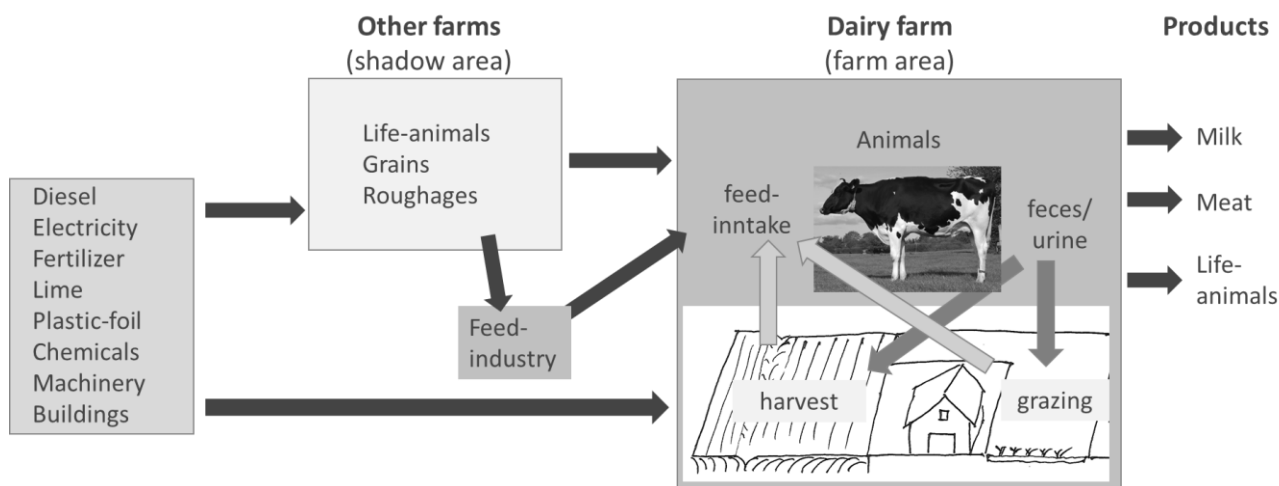 Other farms
(shadow area)
Dairy farm
(farm area)
Products
Diesel
Electricity
Fertilizer
Lime
Plastic-foil
Chemicals
Machinery
Buildings
Life-animals
Grains
Roughages
Feed-
industry
Animals
feed-
inntake
feces/
urine
harvest
grazing
Milk
Meat
Life-
animals